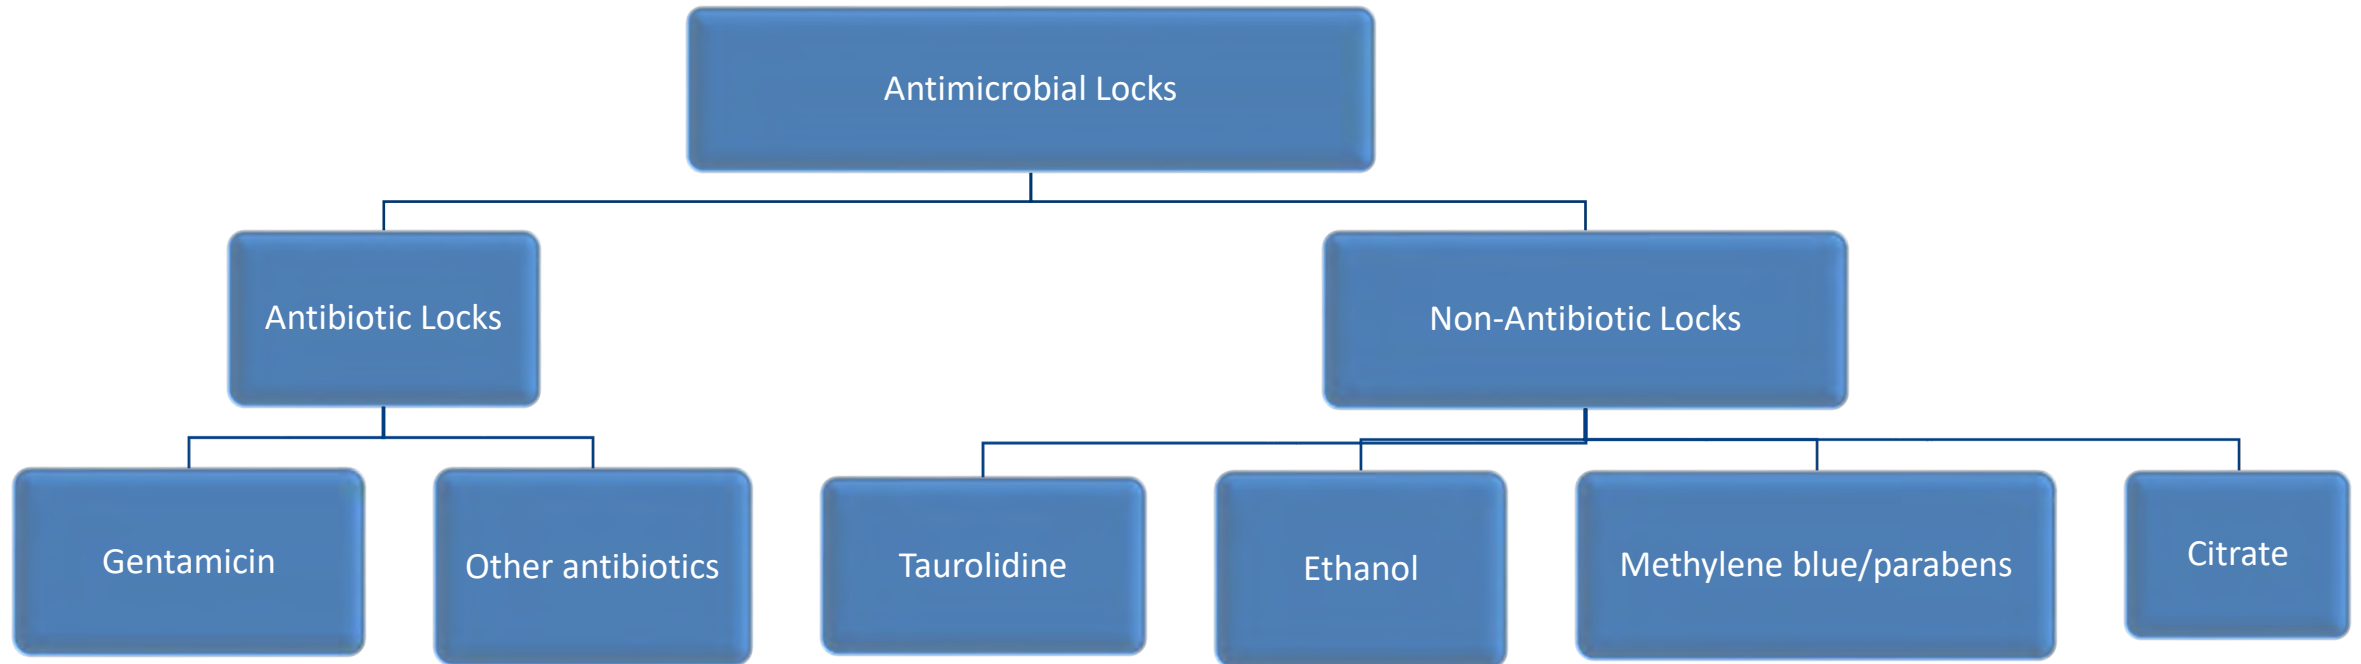 Antimicrobial Locks
Antibiotic Locks
Non-Antibiotic Locks
Gentamicin
Other antibiotics
Taurolidine
Ethanol
Methylene blue/parabens
Citrate